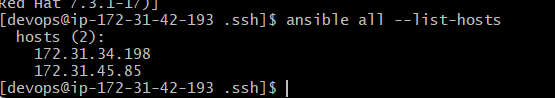 Red Hat 7.3.1-17)]
[devops@ip-172-31-42-193 .ssh]$ ansible all --list-hosts
  hosts (2):
    172.31.34.198
    172.31.45.85
[devops@ip-172-31-42-193 .ssh]$